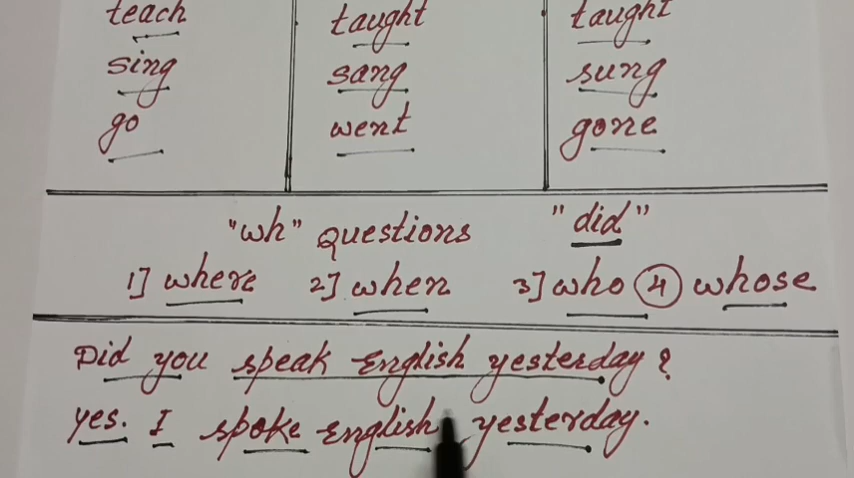 teach taught taught
sing sang sung
go went gone
"wh" questions "did"
1] where 2] when 3] who 4 whose
Did you speak English yesterday?
yes. I spoke English yesterday.